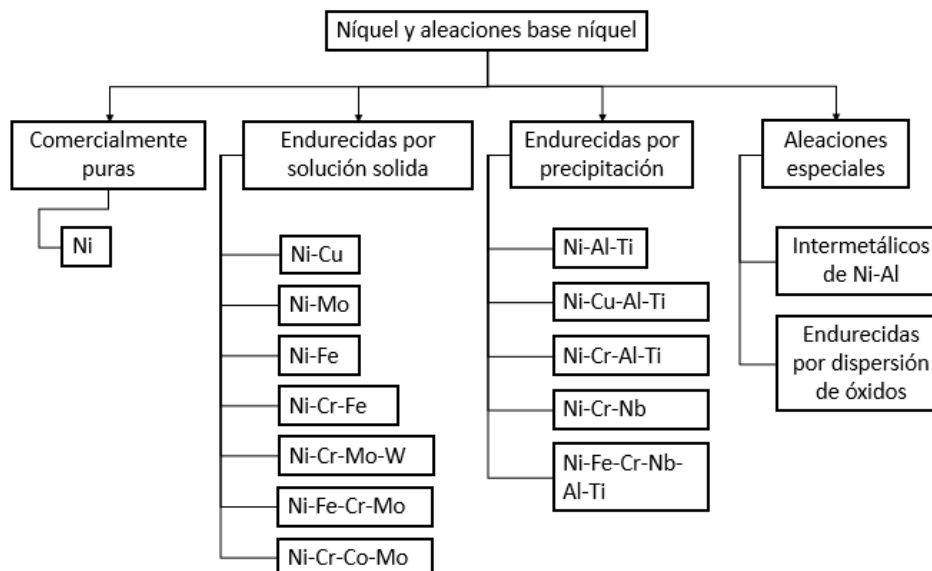 Níquel y aleaciones base níquel
Comercialmente
puras
Ni
Endurecidas por
solución solida
Ni-Cu
Ni-Mo
Ni-Fe
Ni-Cr-Fe
Ni-Cr-Mo-W
Ni-Fe-Cr-Mo
Ni-Cr-Co-Mo
Endurecidas por
precipitación
Ni-Al-Ti
Ni-Cu-Al-Ti
Ni-Cr-Al-Ti
Ni-Cr-Nb
Ni-Fe-Cr-Nb-
Al-Ti
Aleaciones
especiales
Intermetálicos
de Ni-Al
Endurecidas
por dispersión
de óxidos